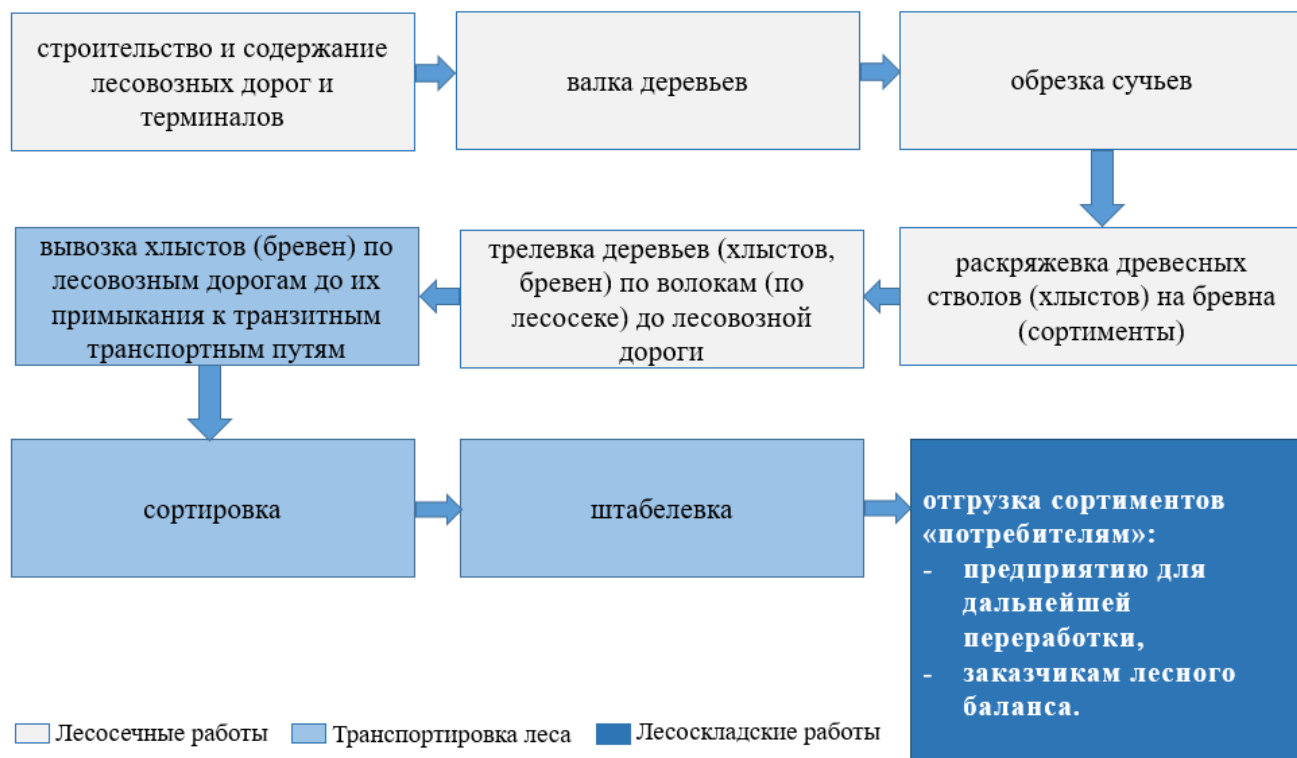 строительство и содержание
лесовозных дорог и
терминалов
валка деревьев
обрезка сучьев
вывозка хлыстов (бревен) по
лесовозным дорогам до их
примыкания к транзитным
транспортным путям
трелевка деревьев (хлыстов,
бревен) по волокам (по
лесосеке) до лесовозной
дороги
раскряжевка древесных
стволов (хлыстов) на бревна
(сортименты)
сортировка
штабелевка
отгрузка сортиментов
«потребителям»:
- предприятию для
дальнейшей
переработки,
- заказчикам лесного
баланса.
Лесосечные работы
Транспортировка леса
Лесоскладские работы